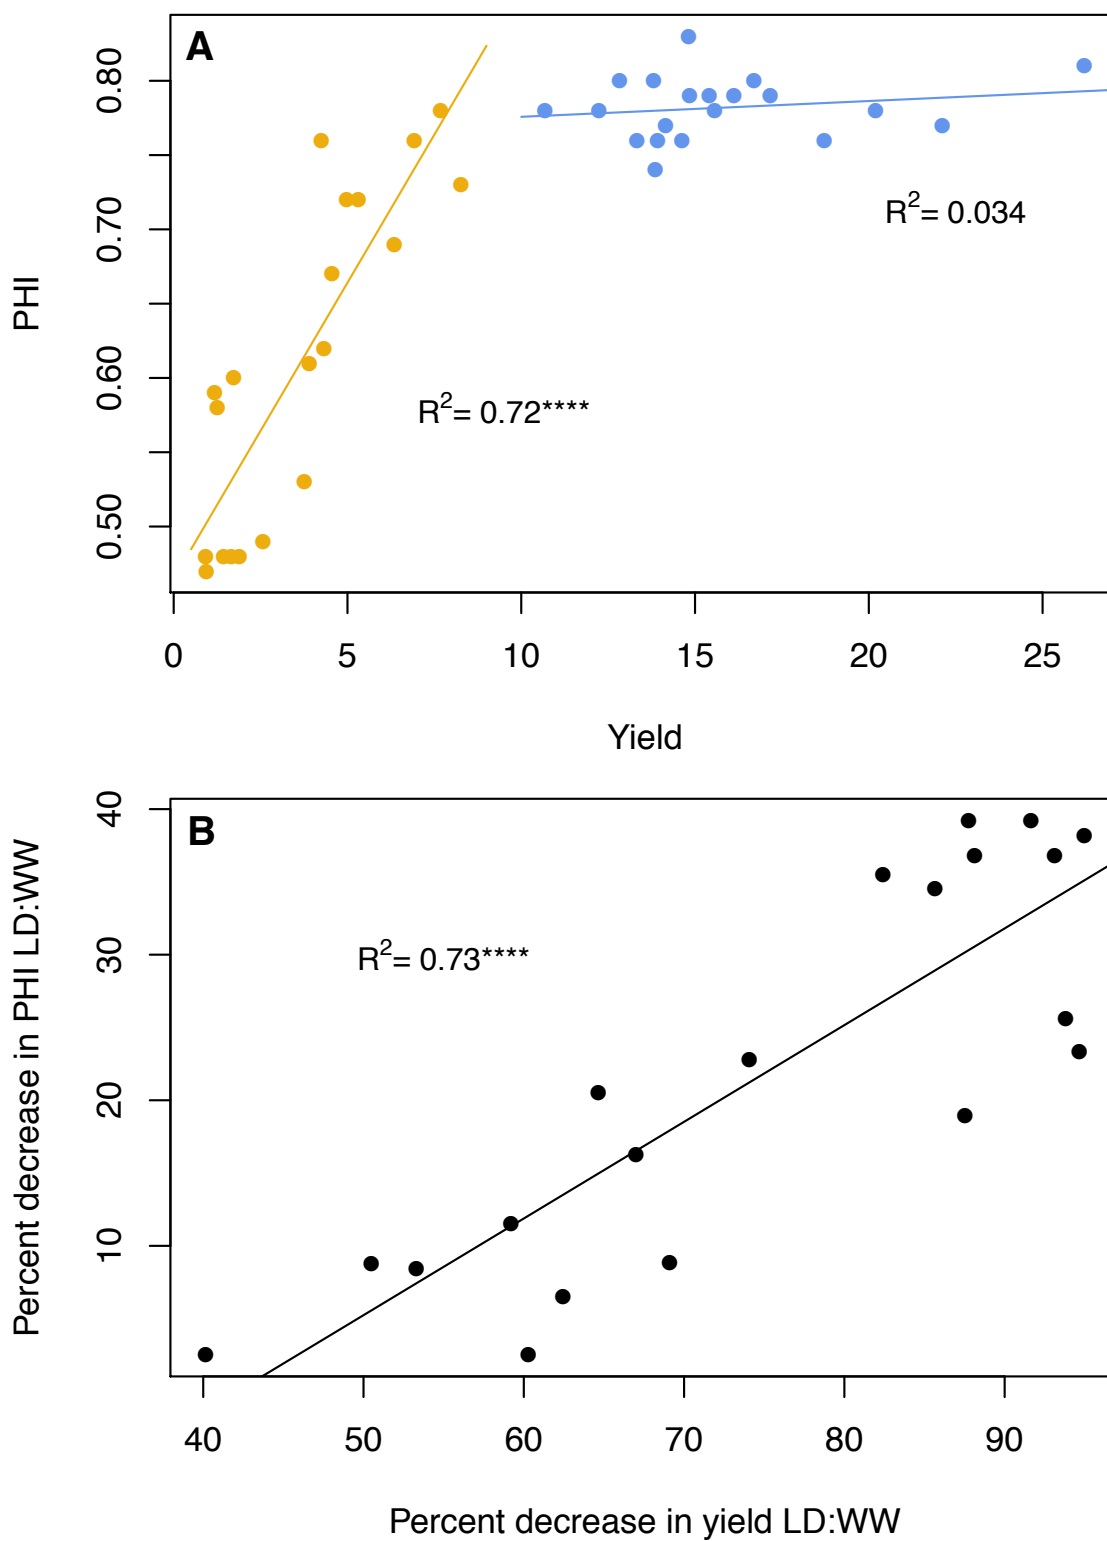 A
0.80
0.70
0.60
0.50
PHI
R²= 0.034
R²= 0.72****
0 5 10 15 20 25
Yield
B
40
30
20
10
Percent decrease in PHI LD:WW
R²= 0.73****
40 50 60 70 80 90
Percent decrease in yield LD:WW